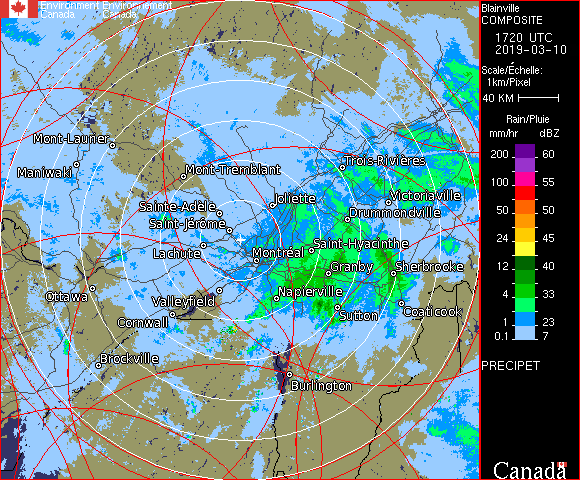 Environment Environnement
Canada Canada
Blainville
COMPOSITE
1720 UTC
2019-03-10
Scale/Échelle:
1km/Pixel
40 KM
Rain/Pluie
mm/hr dBZ
200 60
100 55
50 50
24 45
12 40
4 33
1 23
0.1 7
PRECIPET
Canada
Mont-Laurier
Maniwaki
Mont-Tremblant
Trois-Rivières
Sainte-Adèle
Joliette
Victoriaville
Saint-Jérôme
Drummondville
Lachute
Montréal
Saint-Hyacinthe
Granby
Sherbrooke
Ottawa
Valleyfield
Napierville
Cornwall
Sutton
Coaticook
Brockville
Burlington